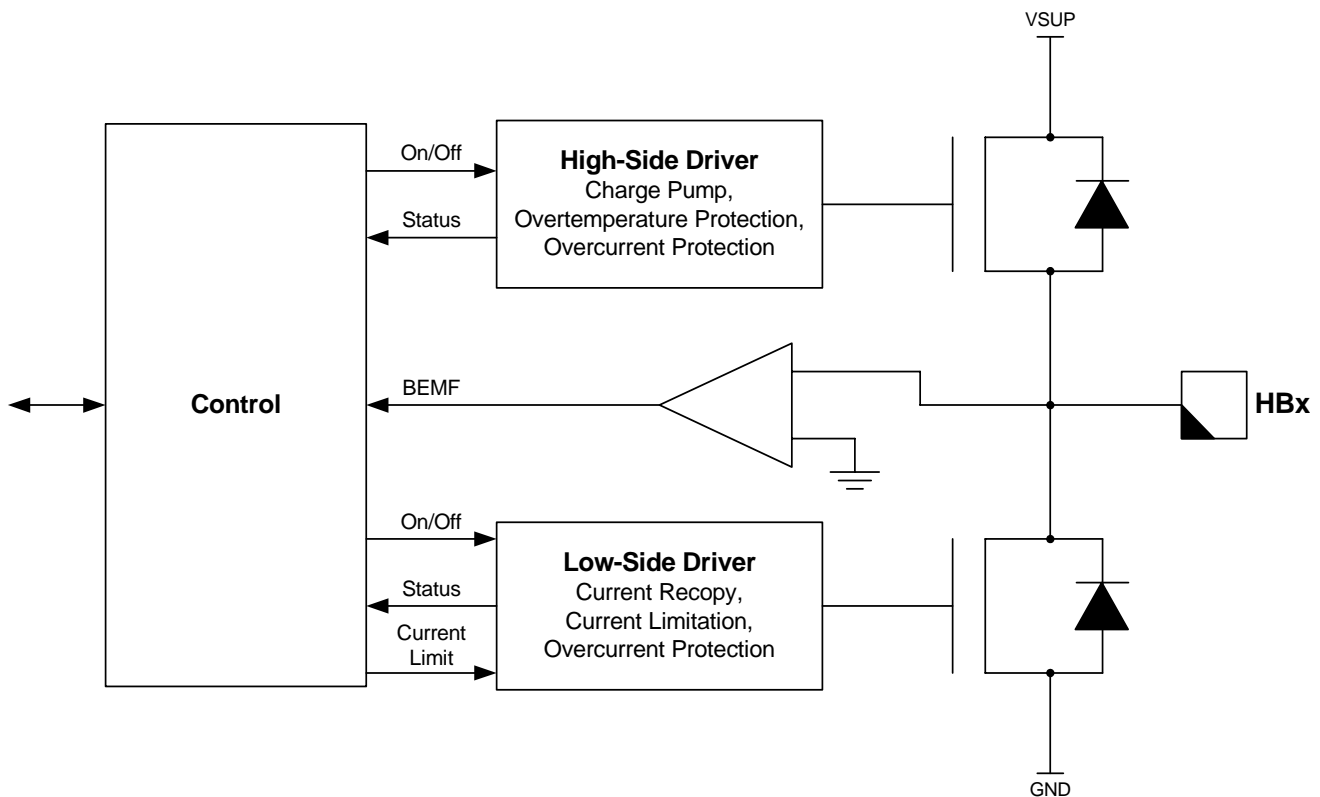 VSUP
On/Off
High-Side Driver
Charge Pump,
Overtemperature Protection,
Overcurrent Protection
Status
BEMF
Control
HBx
On/Off
Low-Side Driver
Current Recopy,
Current Limitation,
Overcurrent Protection
Status
Current
Limit
GND